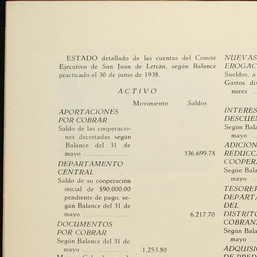 ESTADO detallado de las cuentas del Comité
Ejecutivo de San Juan de Letrán, según Balance
practicado el 30 de junio de 1938.
ACTIVO
Movimiento Saldos
APORTACIONES
POR COBRAR
Saldo de las cooperacio-
nes decretadas según
Balance del 31 de
mayo 336,699.78
DEPARTAMENTO
CENTRAL
Saldo de su cooperación
inicial de $90,000.00
pendiente de pago, se-
gún Balance del 31 de
mayo 6,217.70
DOCUMENTOS
POR COBRAR
Según Balance del 31 de
mayo 1,253.80
NUEVAS
EROGAC
Sueldos, a
Gastos di
nores
INTERES
DESCUE
Según Bala
mayo
ADICION
REDUCC
COOPERA
Según Bala
mayo
TESORER
DEPARTA
DEL
DISTRITO
COBRAN
Según Bala
mayo
ADQUISIC